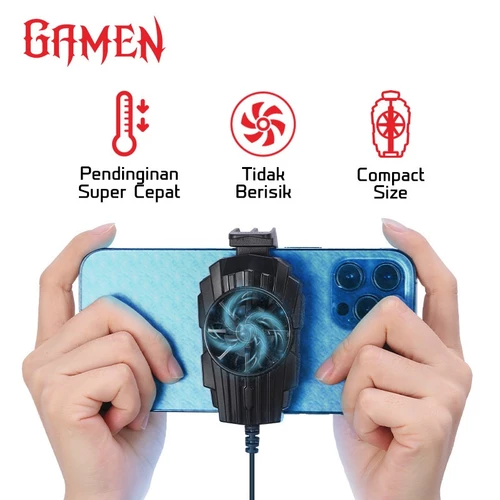 GAMEN
Pendinginan
Super Cepat
Tidak
Berisik
Compact
Size